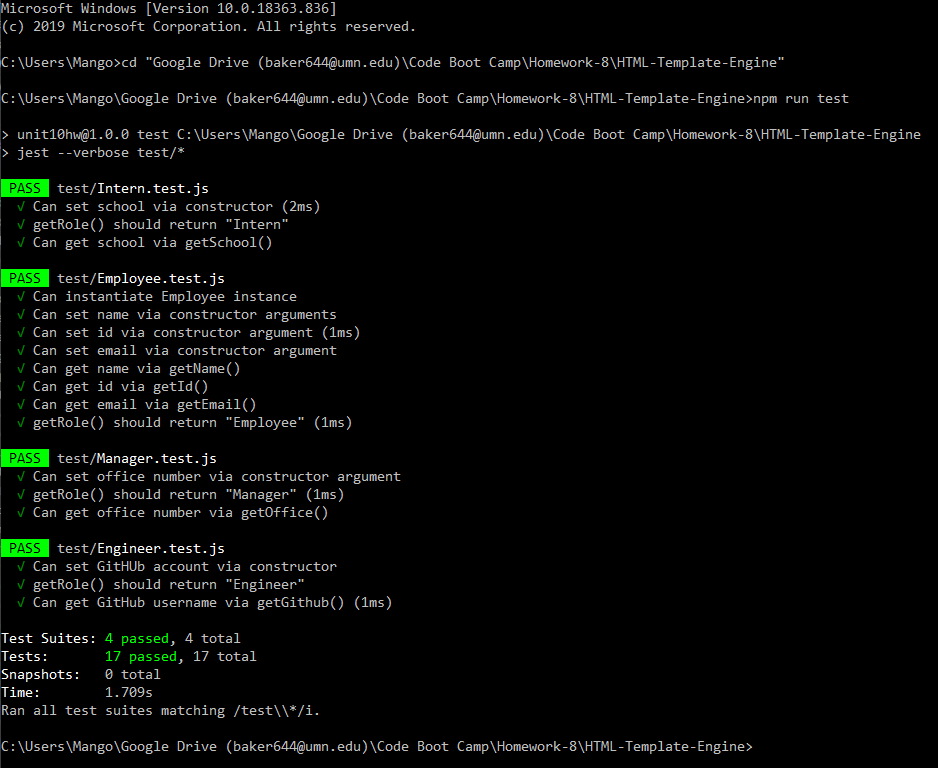 Microsoft Windows [Version 10.0.18363.836]
(c) 2019 Microsoft Corporation. All rights reserved.
C:\Users\Mango>cd "Google Drive (baker644@umn.edu)\Code Boot Camp\Homework-8\HTML-Template-Engine"
C:\Users\Mango\Google Drive (baker644@umn.edu)\Code Boot Camp\Homework-8\HTML-Template-Engine>npm run test
> unit10hw@1.0.0 test C:\Users\Mango\Google Drive (baker644@umn.edu)\Code Boot Camp\Homework-8\HTML-Template-Engine
> jest --verbose test/*
PASS test/Intern.test.js
√ Can set school via constructor (2ms)
√ getRole() should return "Intern"
√ Can get school via getSchool()
PASS test/Employee.test.js
√ Can instantiate Employee instance
√ Can set name via constructor arguments
√ Can set id via constructor argument (1ms)
√ Can set email via constructor argument
√ Can get name via getName()
√ Can get id via getId()
√ Can get email via getEmail()
√ getRole() should return "Employee" (1ms)
PASS test/Manager.test.js
√ Can set office number via constructor argument
√ getRole() should return "Manager" (1ms)
√ Can get office number via getOffice()
PASS test/Engineer.test.js
√ Can set GitHUb account via constructor
√ getRole() should return "Engineer"
√ Can get GitHub username via getGithub() (1ms)
Test Suites: 4 passed, 4 total
Tests: 17 passed, 17 total
Snapshots: 0 total
Time: 1.709s
Ran all test suites matching /test\\*/i.
C:\Users\Mango\Google Drive (baker644@umn.edu)\Code Boot Camp\Homework-8\HTML-Template-Engine>